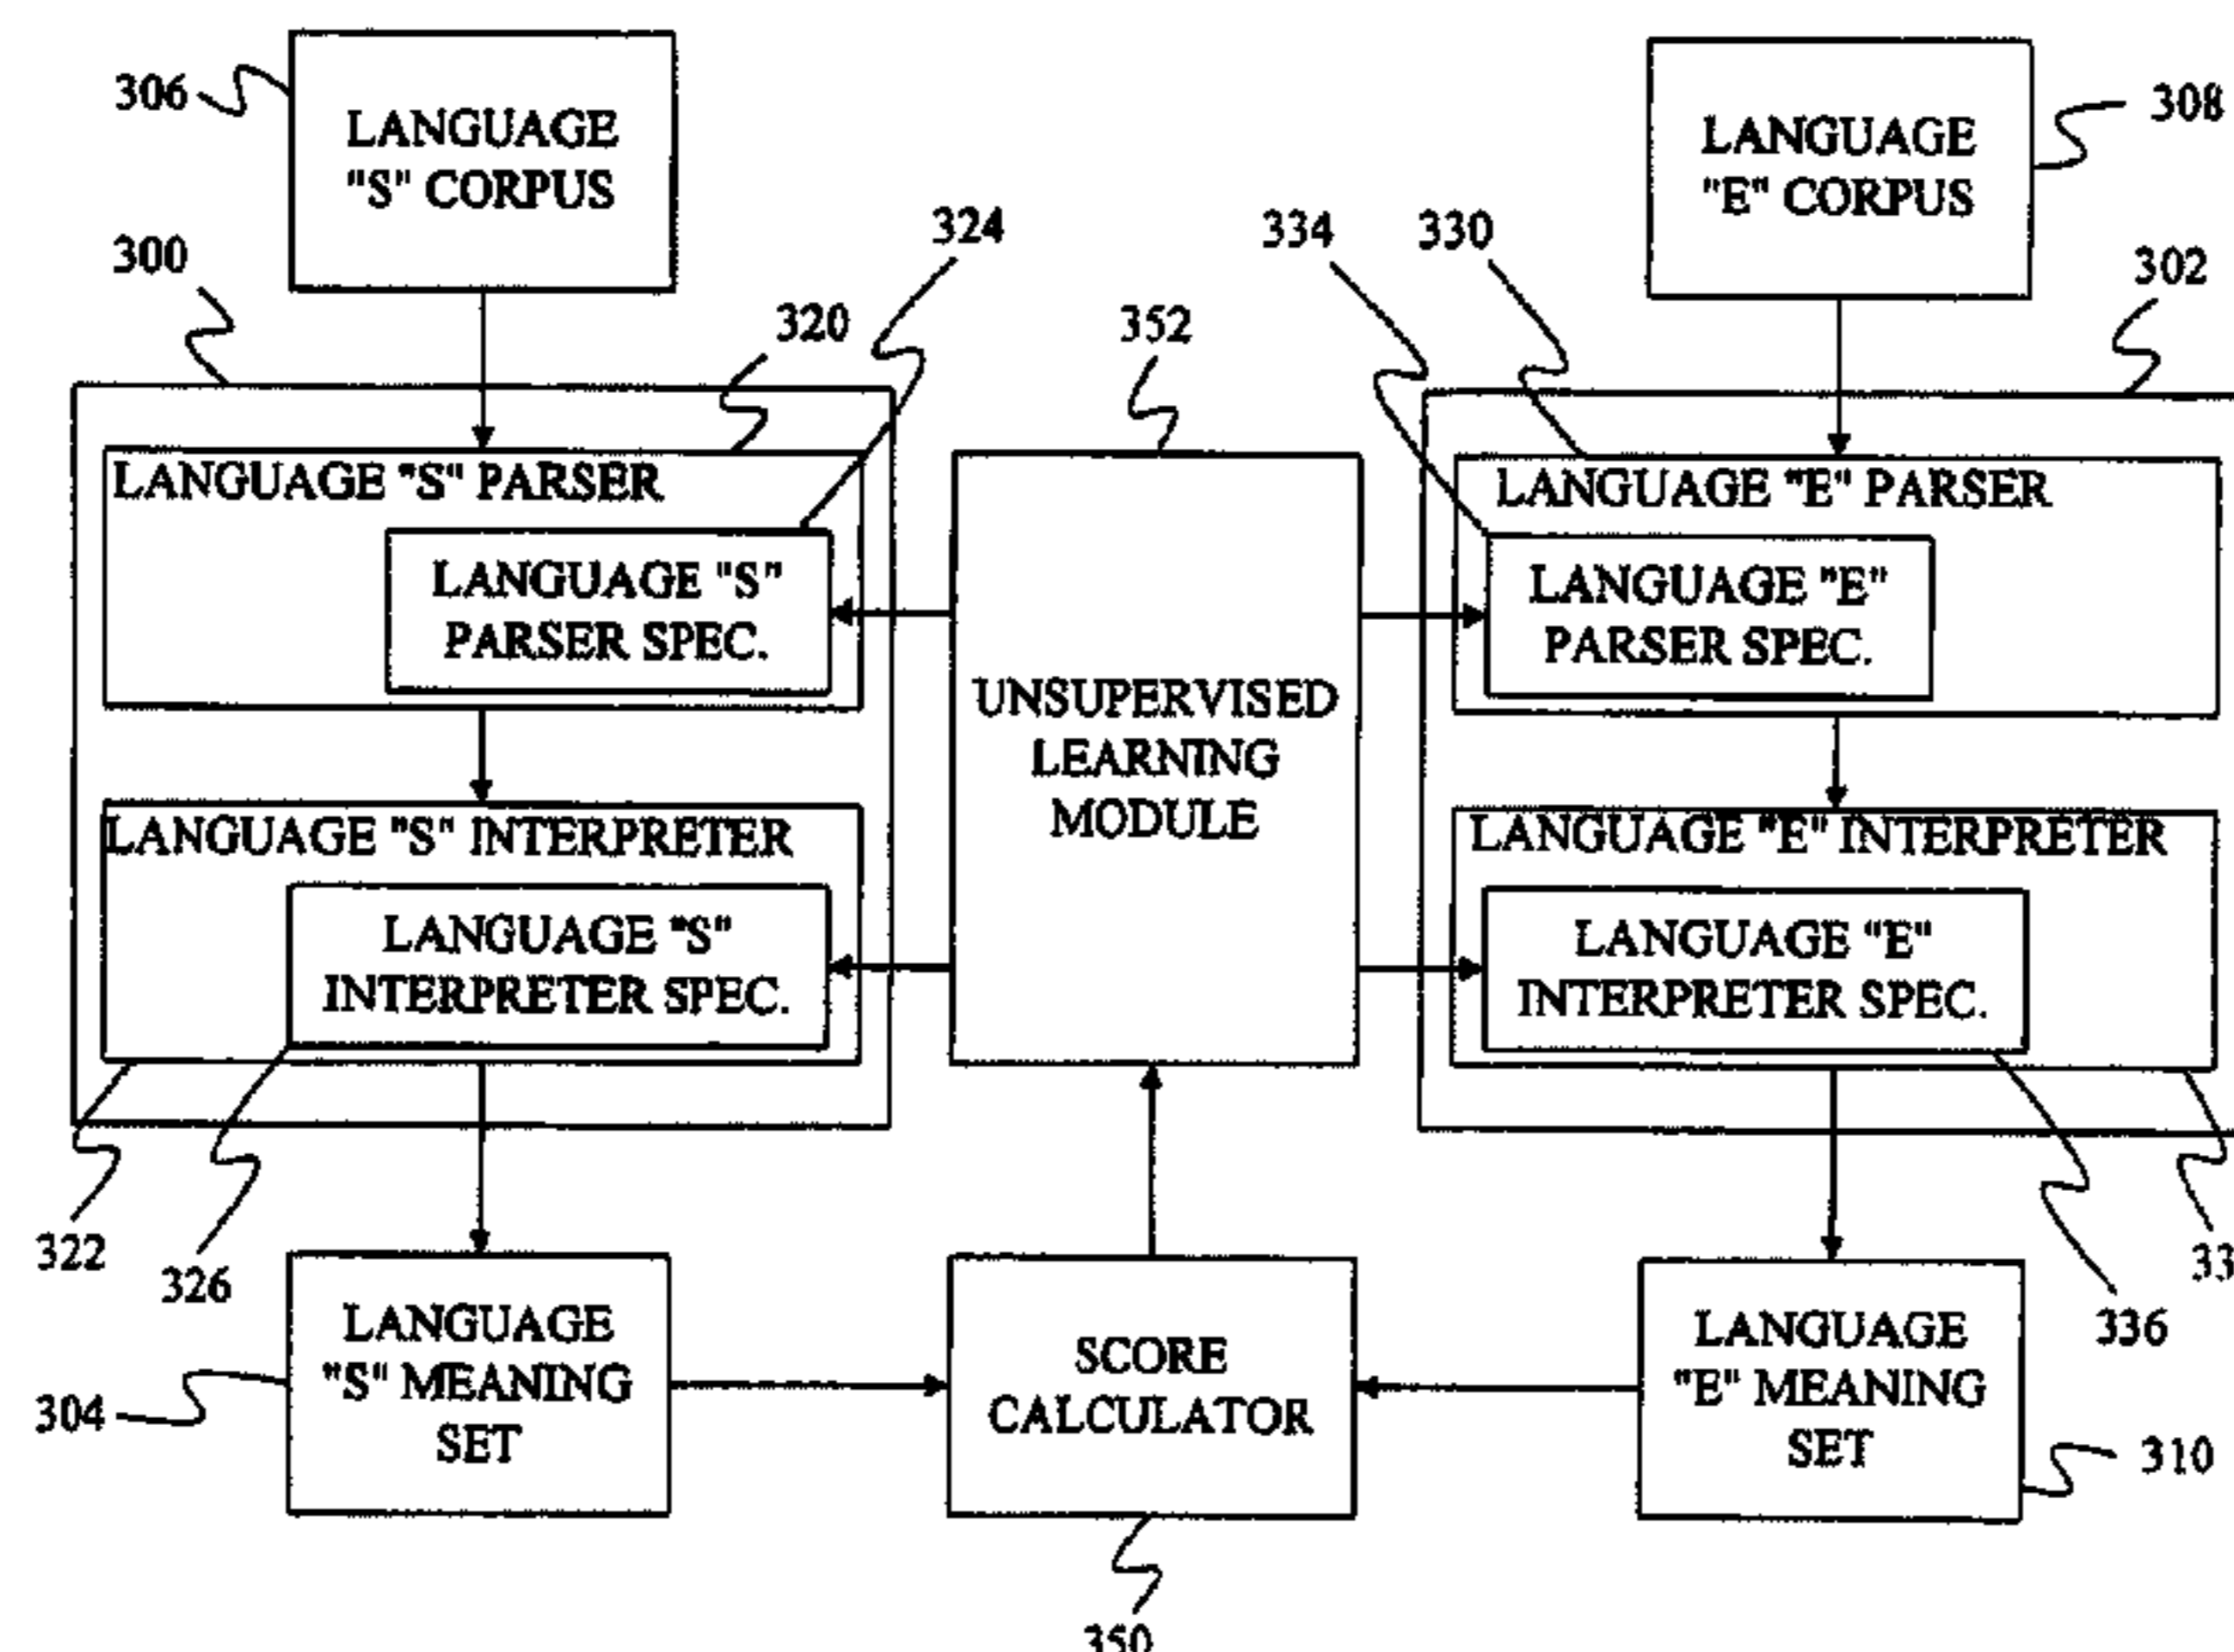 306
LANGUAGE
"S" CORPUS
LANGUAGE
"E" CORPUS
308
300
324
334
330
302
320
352
LANGUAGE "S" PARSER
LANGUAGE "S"
PARSER SPEC.
UNSUPERVISED
LEARNING
MODULE
LANGUAGE "E" PARSER
LANGUAGE "E"
PARSER SPEC.
LANGUAGE "S" INTERPRETER
LANGUAGE "S"
INTERPRETER SPEC.
LANGUAGE "E" INTERPRETER
LANGUAGE "E"
INTERPRETER SPEC.
322
326
336
304
LANGUAGE
"S" MEANING
SET
SCORE
CALCULATOR
LANGUAGE
"E" MEANING
SET
310
350